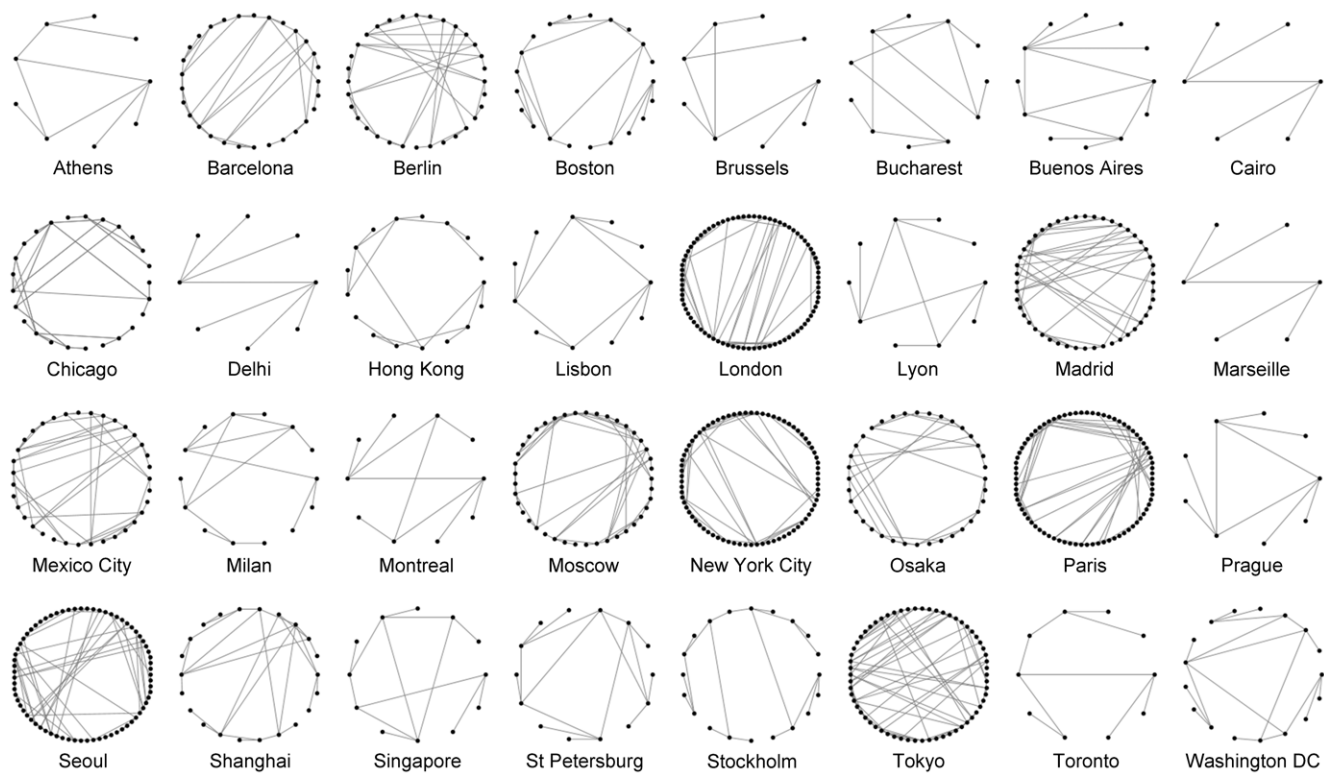 Athens Barcelona Berlin Boston Brussels Bucharest Buenos Aires Cairo
Chicago Delhi Hong Kong Lisbon London Lyon Madrid Marseille
Mexico City Milan Montreal Moscow New York City Osaka Paris Prague
Seoul Shanghai Singapore St Petersburg Stockholm Tokyo Toronto Washington DC